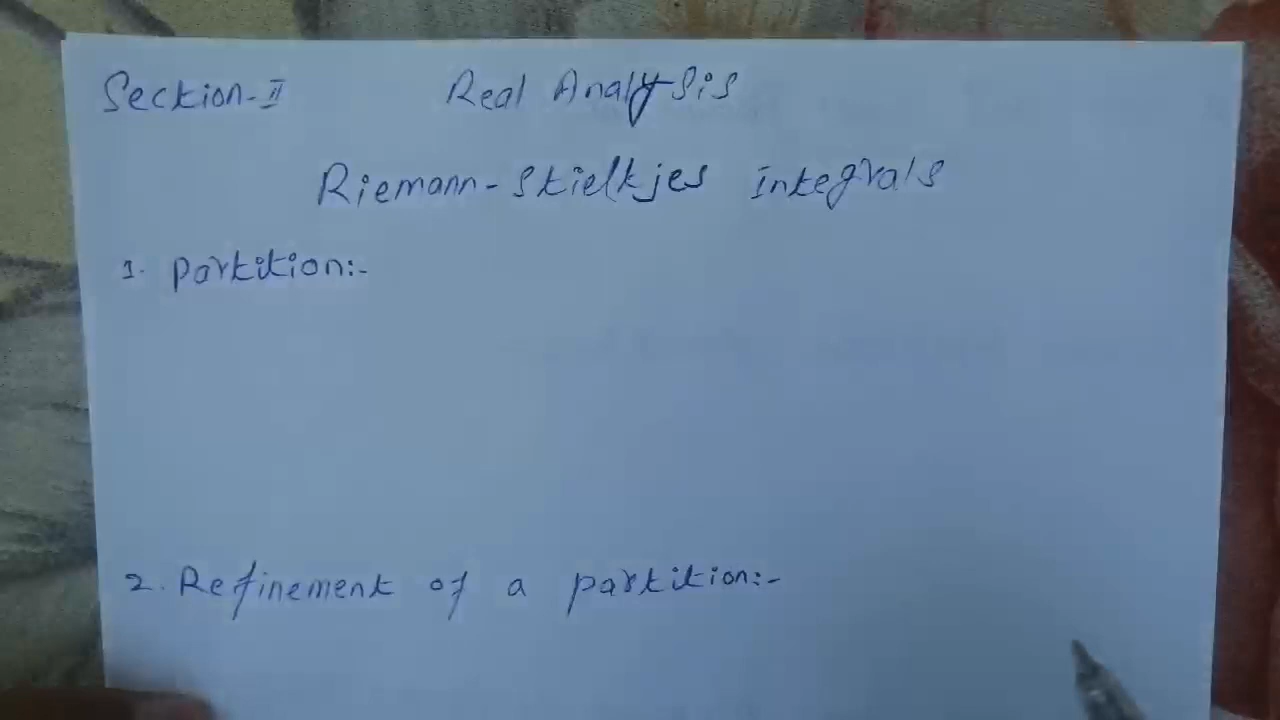 Section-II Real Analysis
Riemann-Stieltjes integrals
1. partition:-
2. Refinement of a partition:-